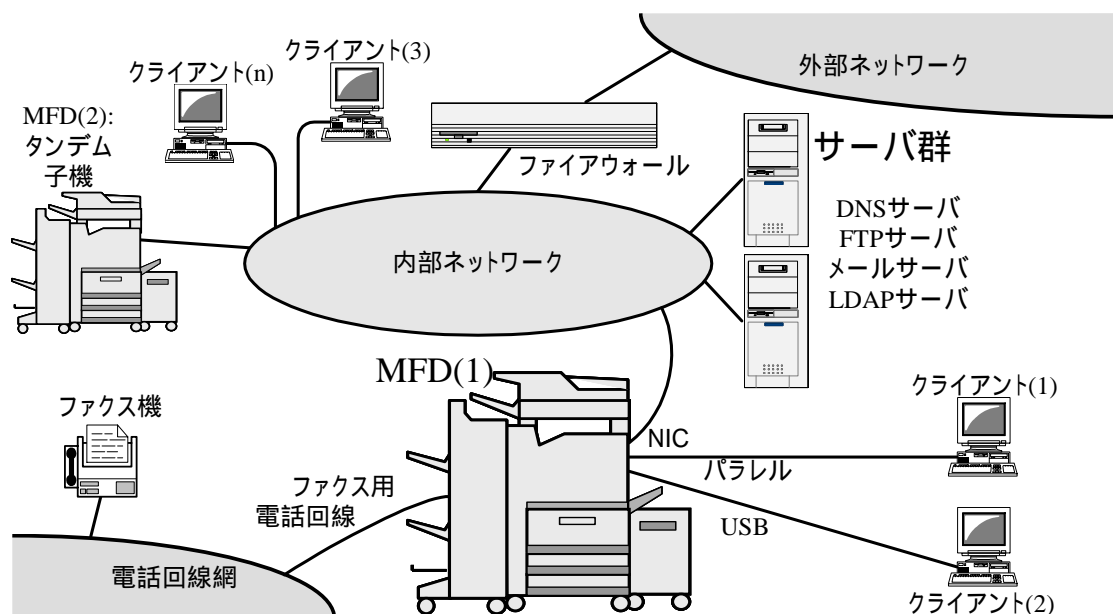 クライアント(3)
クライアント(n)
外部ネットワーク
MFD(2):
タンデム
子機
ファイアウォール
サーバ群
DNSサーバ
FTPサーバ
メールサーバ
LDAPサーバ
内部ネットワーク
MFD(1)
クライアント(1)
ファクス機
NIC
パラレル
ファクス用
電話回線
USB
電話回線網
クライアント(2)